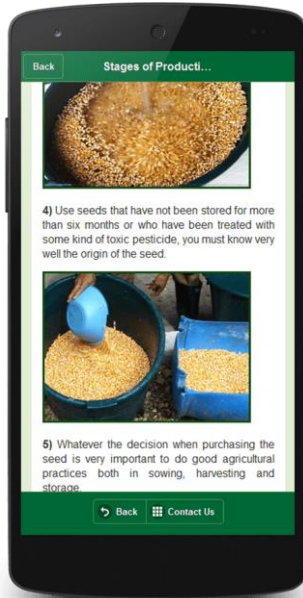 Back
Stages of Producti...
4) Use seeds that have not been stored for more
than six months or who have been treated with
some kind of toxic pesticide, you must know very
well the origin of the seed.
5) Whatever the decision when purchasing the
seed is very important to do good agricultural
practices both in sowing, harvesting and
storage.
Back
Contact Us